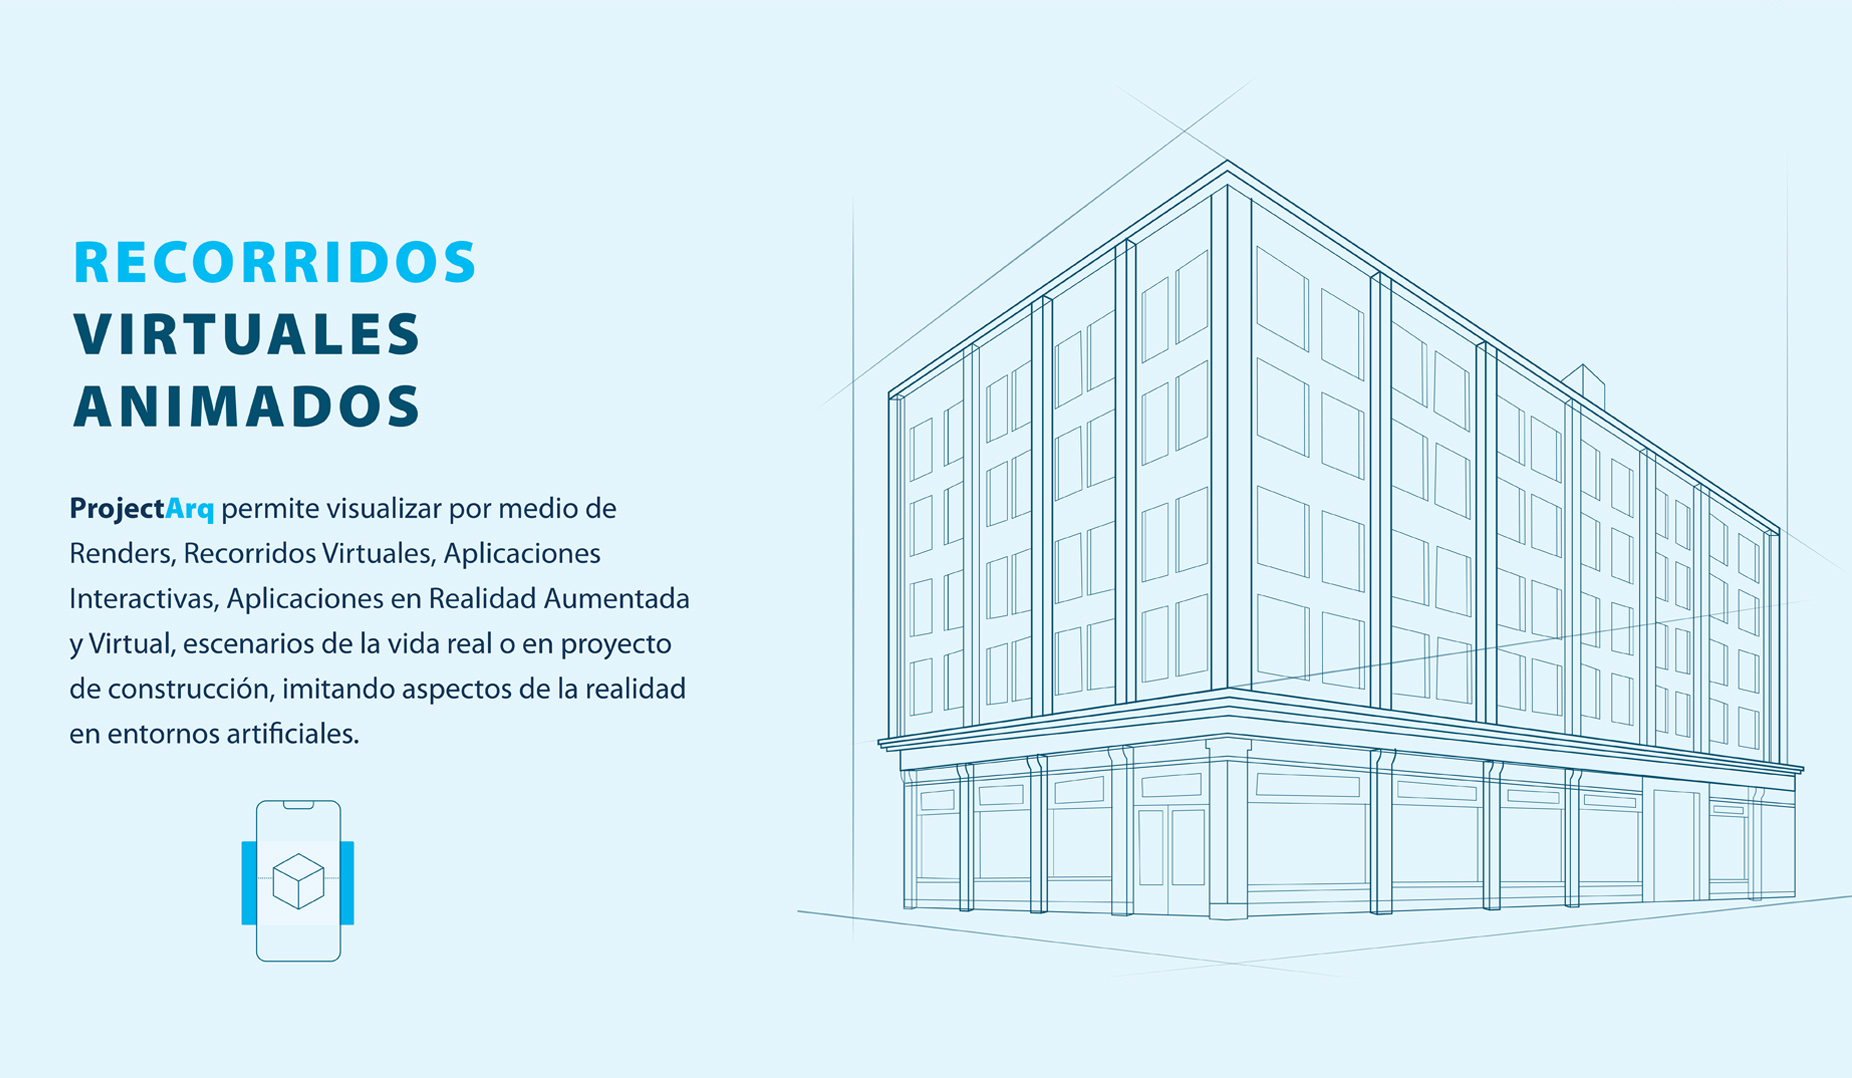 RECORRIDOS
VIRTUALES
ANIMADOS
ProjectArq permite visualizar por medio de
Renders, Recorridos Virtuales, Aplicaciones
Interactivas, Aplicaciones en Realidad Aumentada
y Virtual, escenarios de la vida real o en proyecto
de construcción, imitando aspectos de la realidad
en entornos artificiales.